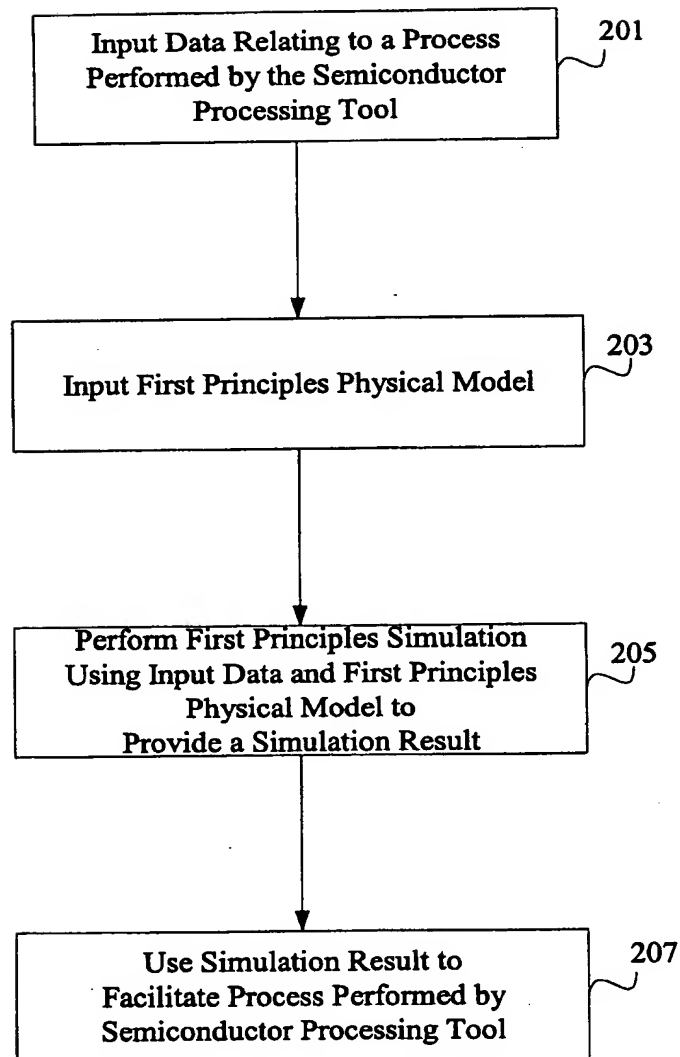 Input Data Relating to a Process
Performed by the Semiconductor
Processing Tool
201
Input First Principles Physical Model
203
Perform First Principles Simulation
Using Input Data and First Principles
Physical Model to
Provide a Simulation Result
205
Use Simulation Result to
Facilitate Process Performed by
Semiconductor Processing Tool
207